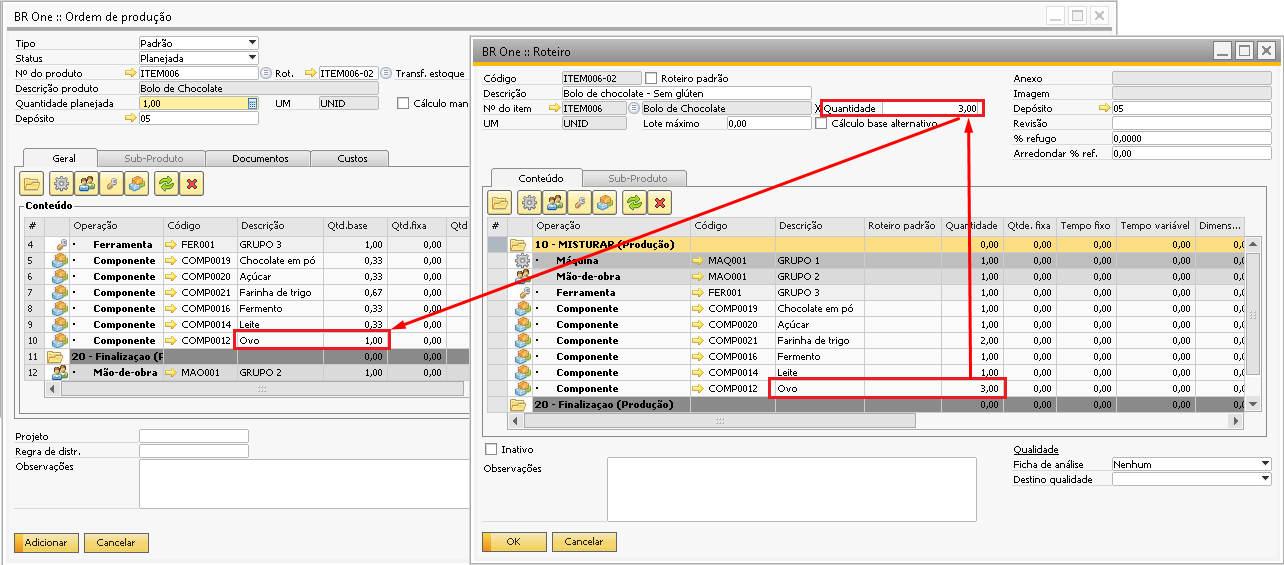 BR One :: Ordem de produção
Tipo Padrão
Status Planejada
Nº do produto ITEM006 Rot. ITEM006-02 Transf. estoque
Descrição produto Bolo de Chocolate
Quantidade planejada 1,00 UM UNID Cálculo man
Depósito 05
Geral Sub-Produto Documentos Custos
Conteúdo
# Operação Código Descrição Qtd.base Qtd.fixa Qtd
4 Ferramenta FER001 GRUPO 3 1,00 0,00
5 Componente COMP0019 Chocolate em pó 0,33 0,00
6 Componente COMP0020 Açúcar 0,33 0,00
7 Componente COMP0021 Farinha de trigo 0,67 0,00
8 Componente COMP0016 Fermento 0,33 0,00
9 Componente COMP0014 Leite 0,33 0,00
10 Componente COMP0012 Ovo 1,00 0,00
11 20 - Finalizaçao (F 0,00 0,00
12 Mão-de-obra MAO001 GRUPO 2 1,00 0,00
Projeto
Regra de distr.
Observações
Adicionar Cancelar
BR One :: Roteiro
Código ITEM006-02 Roteiro padrão Anexo
Descrição Bolo de chocolate - Sem glúten Imagem
Nº do item ITEM006 Bolo de Chocolate X Quantidade 3,00 Depósito 05
UM UNID Lote máximo 0,00 Cálculo base alternativo Revisão
% refugo 0,0000
Arredondar % ref. 0,00
Conteúdo Sub-Produto
# Operação Código Descrição Roteiro padrão Quantidade Qtde. fixa Tempo fixo Tempo variável Dimens...
10 - MISTURAR (Produção) 0,00 0,00 0,00 0,00 0,0
Máquina MAQ001 GRUPO 1 1,00 0,00 0,00 0,00 0,0
Mão-de-obra MAO001 GRUPO 2 1,00 0,00 0,00 0,00 0,0
Ferramenta FER001 GRUPO 3 1,00 0,00 0,00 0,00 0,0
Componente COMP0019 Chocolate em pó 1,00 0,00 0,00 0,00 0,0
Componente COMP0020 Açúcar 1,00 0,00 0,00 0,00 0,0
Componente COMP0021 Farinha de trigo 2,00 0,00 0,00 0,00 0,0
Componente COMP0016 Fermento 1,00 0,00 0,00 0,00 0,0
Componente COMP0014 Leite 1,00 0,00 0,00 0,00 0,0
Componente COMP0012 Ovo 3,00 0,00 0,00 0,00 0,0
20 - Finalizaçao (Produção) 0,00 0,00 0,00 0,00 0,0
Inativo Qualidade
Observações Ficha de análise Nenhum
Destino qualidade
OK Cancelar